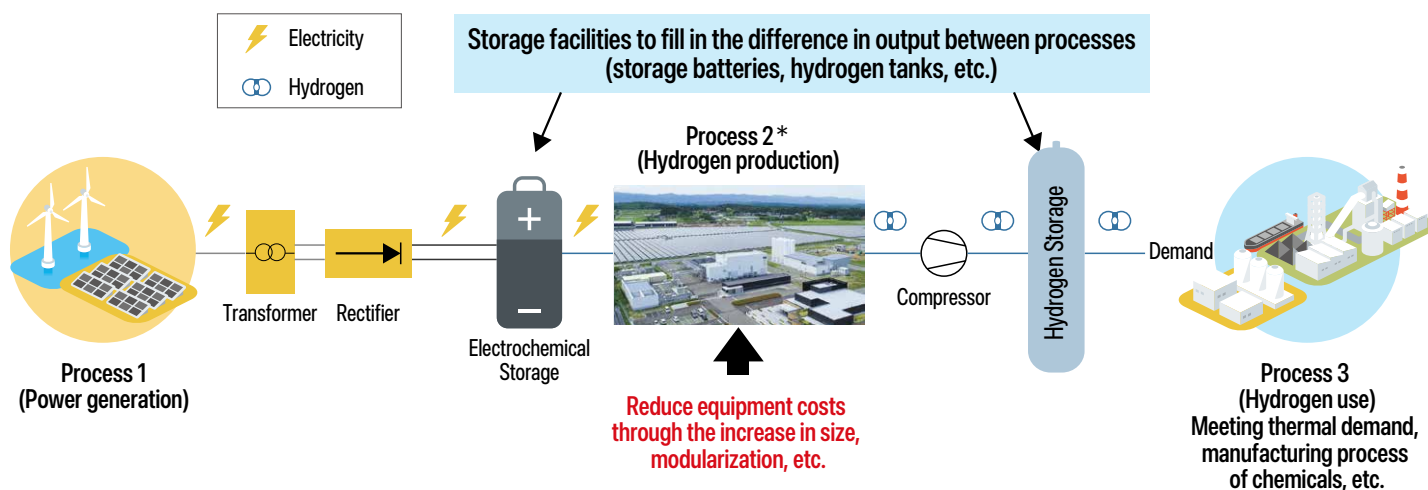 Electricity
Hydrogen
Storage facilities to fill in the difference in output between processes
(storage batteries, hydrogen tanks, etc.)
Process 1
(Power generation)
Transformer
Rectifier
+
−
Electrochemical
Storage
Process 2*
(Hydrogen production)
Reduce equipment costs
through the increase in size,
modularization, etc.
Compressor
Hydrogen Storage
Demand
Process 3
(Hydrogen use)
Meeting thermal demand,
manufacturing process
of chemicals, etc.